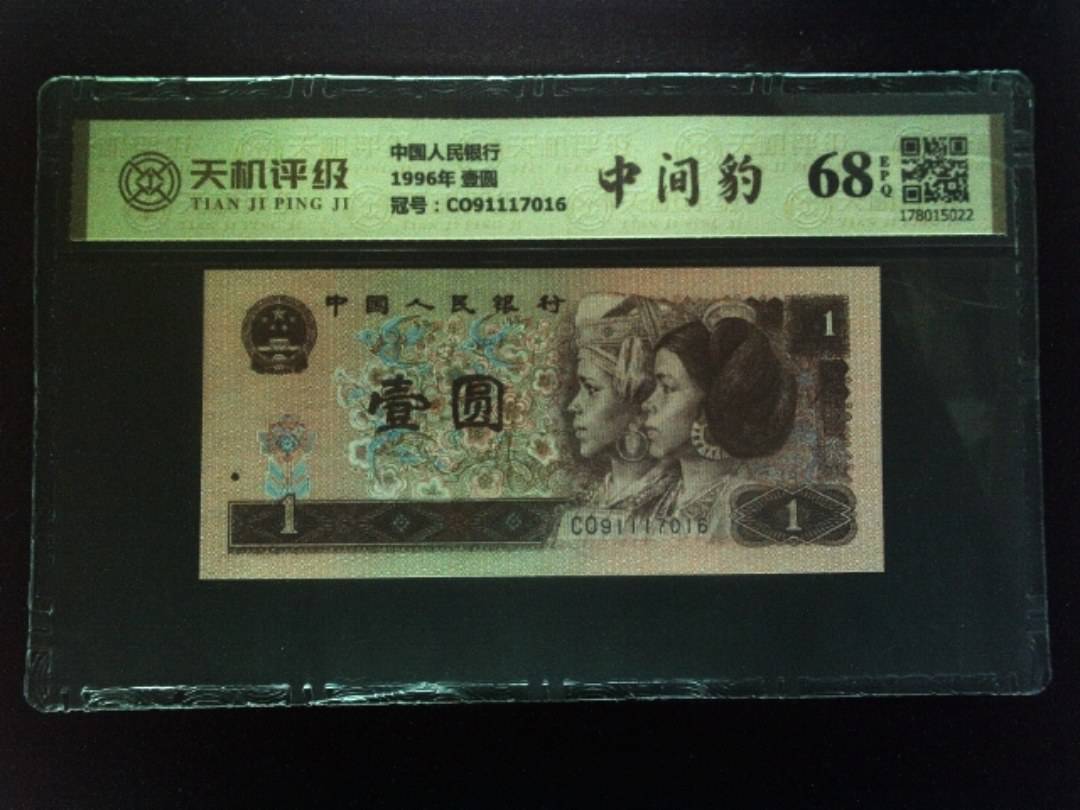 天机评级
TIAN JI PING JI
中国人民银行
1996年 壹圆
冠号：CO91117016
中间豹
68
EPQ
178015022
中国人民银行
1
壹圆
1
CO91117016
1